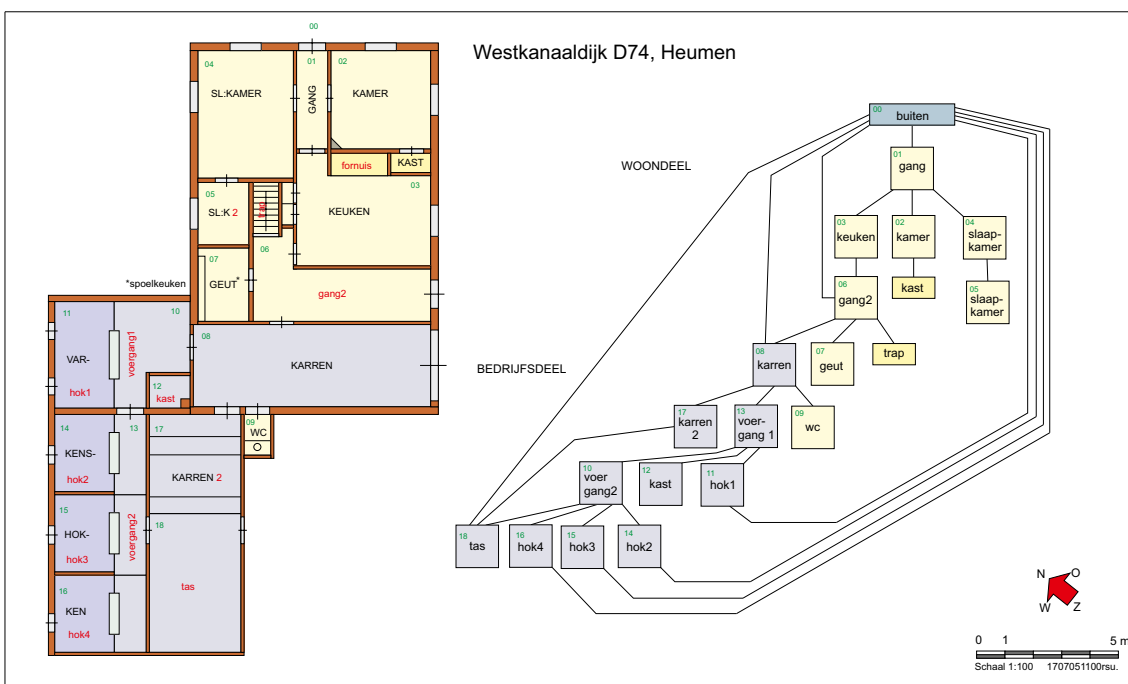 Westkanaaldijk D74, Heumen
00
04
01
02
SL:KAMER
GANG
KAMER
fornuis
KAST
03
05
SL:K 2
trap
KEUKEN
06
07
GEUT*
*spoelkeuken
gang2
11
10
08
VAR-
voergang1
KARREN
hok1
12
kast
14
13
17
09
WC
KENS-
hok2
KARREN 2
15
voergang2
18
HOK-
hok3
tas
16
KEN
hok4
WOONDEEL
BEDRIJFSDEEL
00
buiten
01
gang
03
keuken
02
kamer
04
slaap-
kamer
06
gang2
kast
05
slaap-
kamer
08
karren
07
geut
trap
17
karren
2
13
voer-
gang 1
09
wc
10
voer
gang2
12
kast
11
hok1
18
tas
16
hok4
15
hok3
14
hok2
N
O
W
Z
0 1 5 m
Schaal 1:100 1707051100rsu.